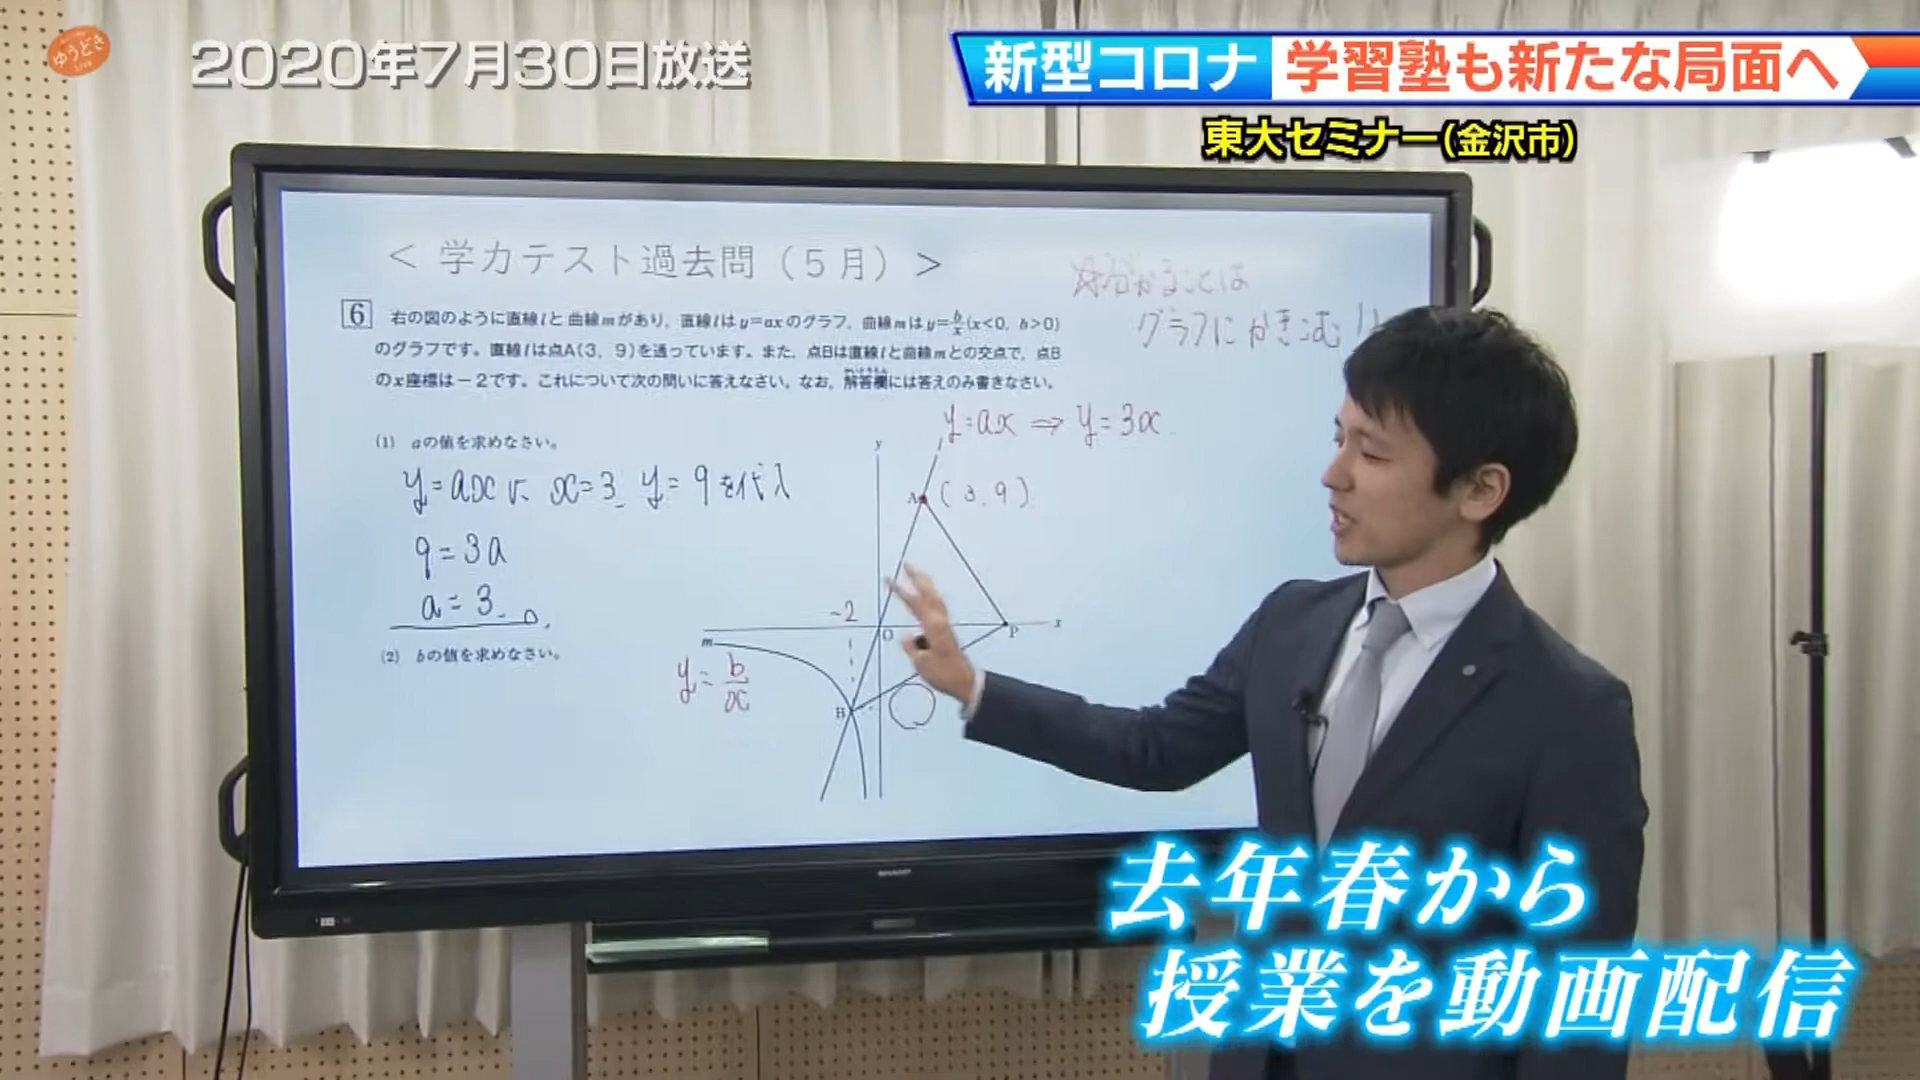 ゆうどき
LIVE
2020年7月30日放送
新型コロナ 学習塾も新たな局面へ
東大セミナー(金沢市)
< 学力テスト過去問(5月) >
☆分かることは
グラフにかきこむ!!
6 右の図のように直線lと曲線mがあり，直線lはy=axのグラフ，曲線mはy=b/x(x<0, b>0)
のグラフです。直線lは点A(3, 9)を通っています。また，点Bは直線lと曲線mとの交点で，点B
のx座標は-2です。これについて次の問いに答えなさい。なお，解答欄には答えのみ書きなさい。
y=ax ⇒ y=3x
(1) aの値を求めなさい。
y=axに x=3, y=9を代入
9=3a
a=3
(2) bの値を求めなさい。
y
l
A
(3,9)
-2
O
P
x
m
y=b/x
B
SHARP
去年春から
授業を動画配信